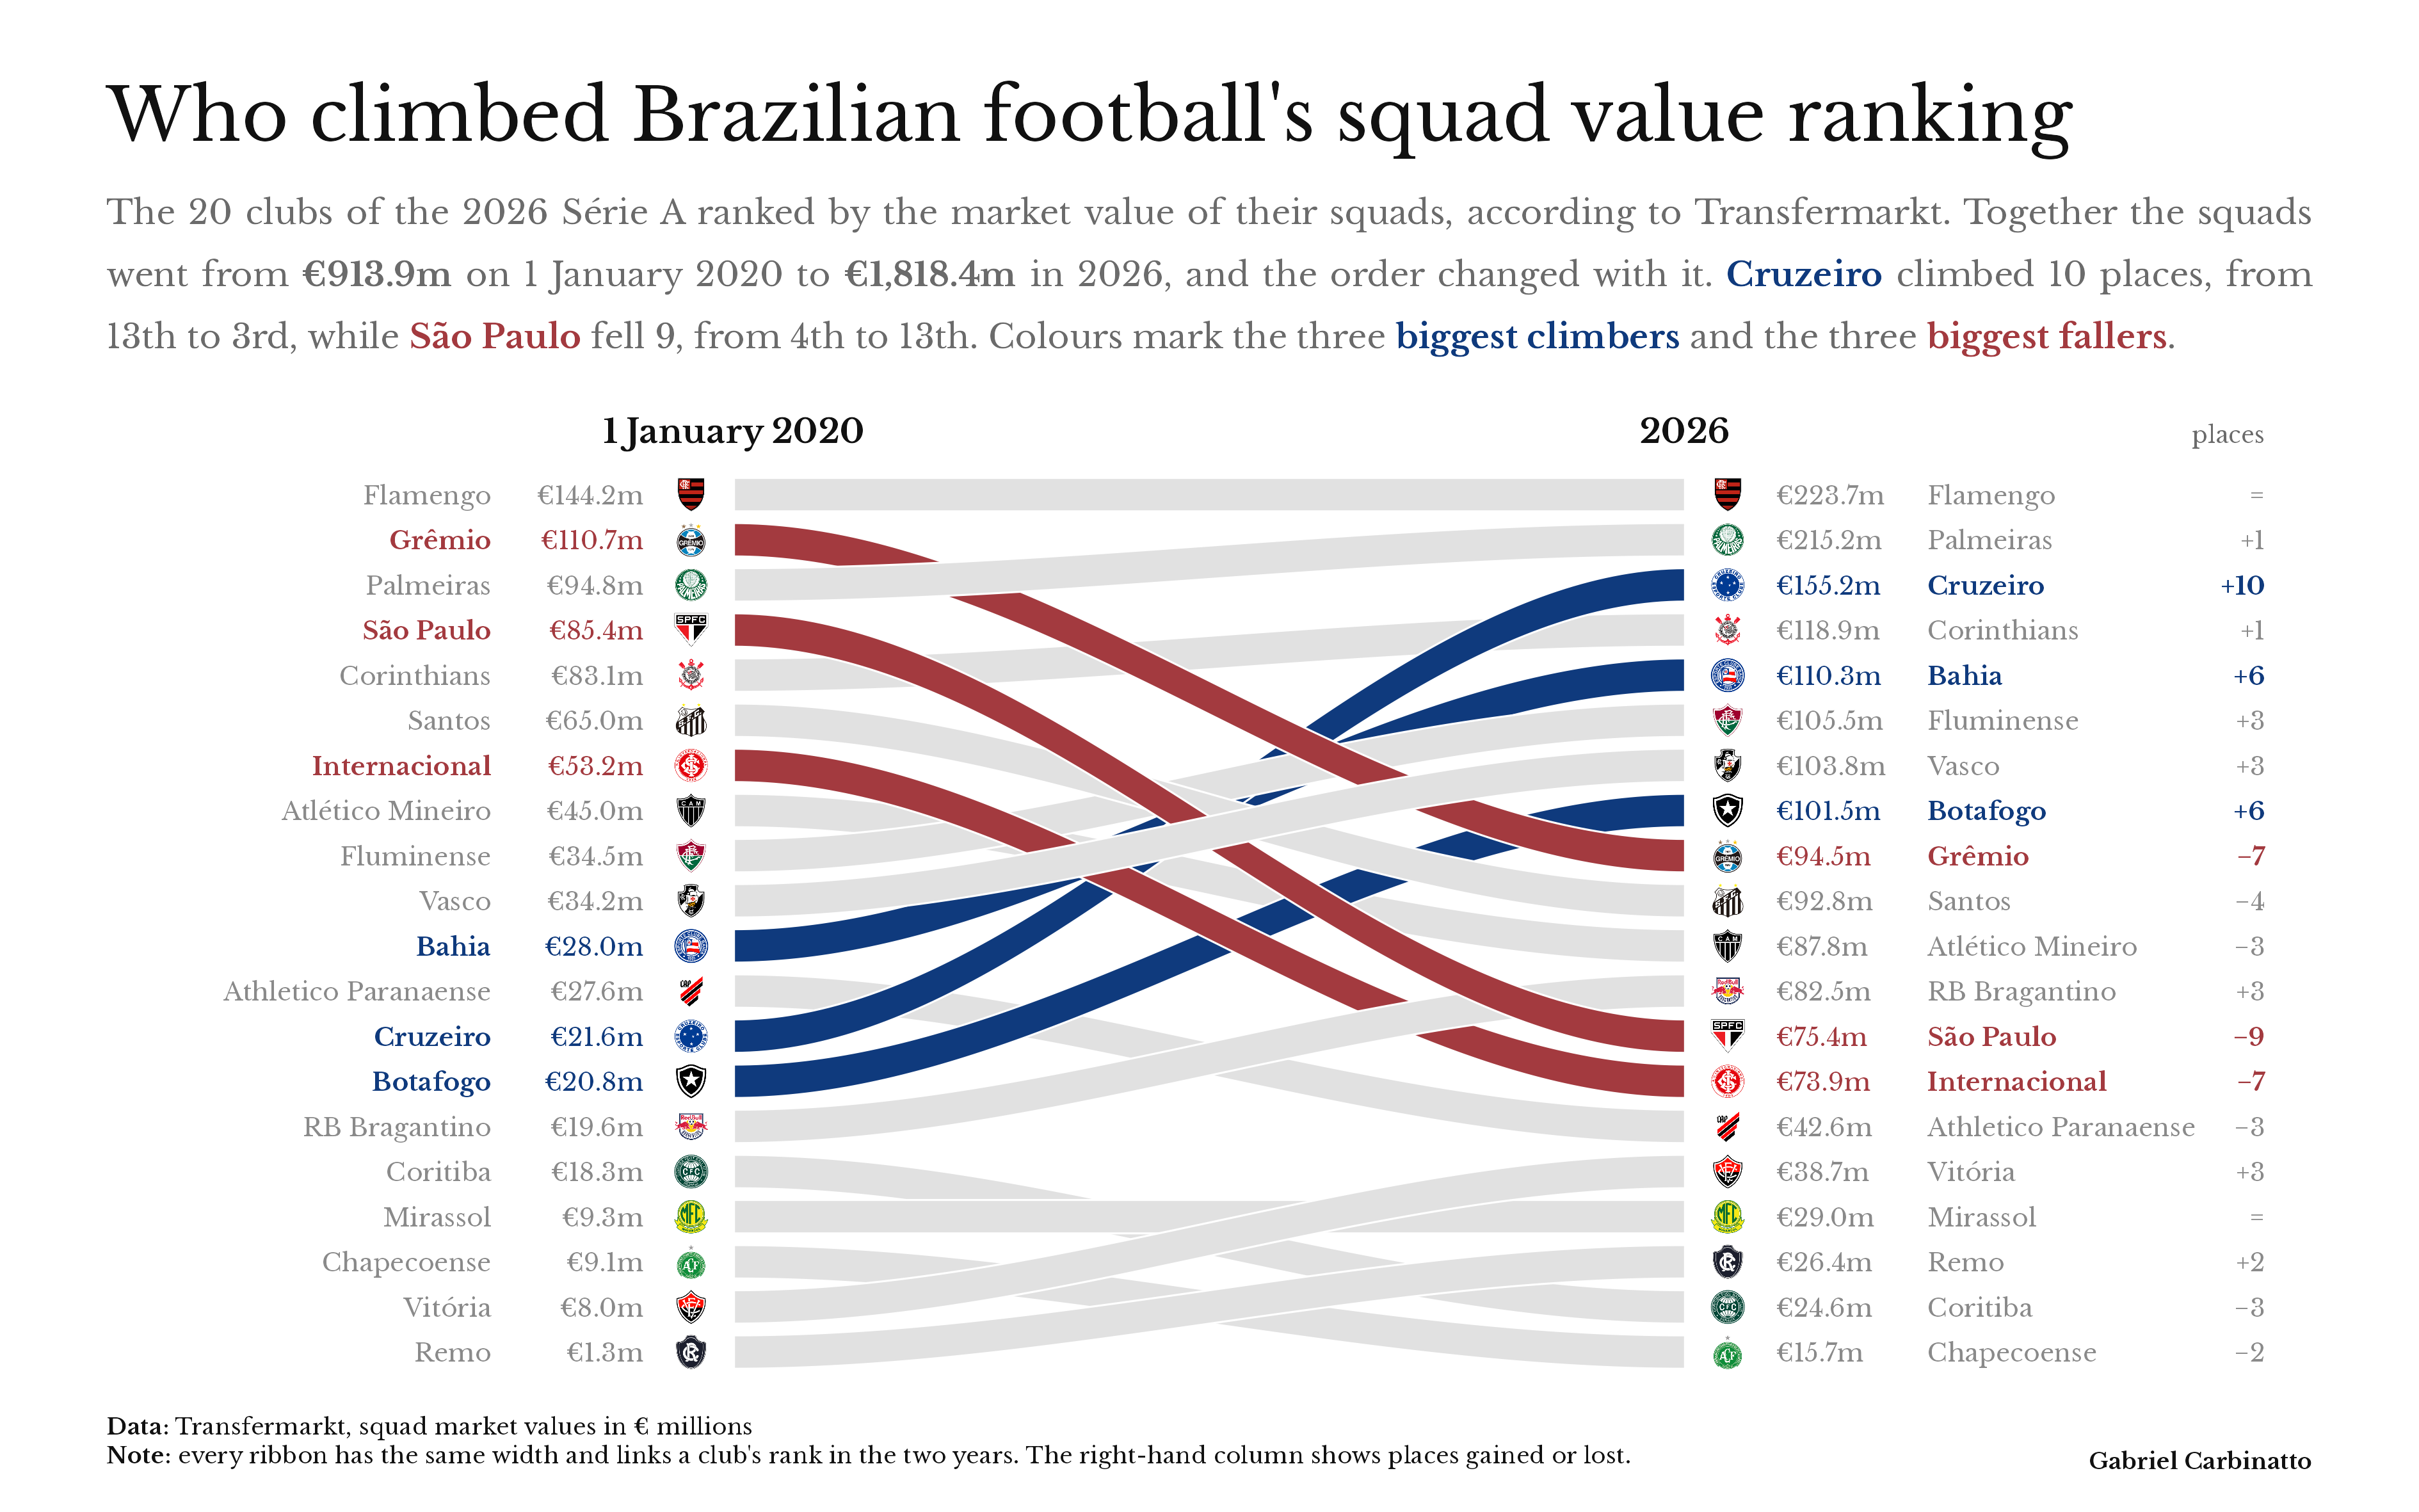 Who climbed Brazilian football's squad value ranking
The 20 clubs of the 2026 Série A ranked by the market value of their squads, according to Transfermarkt. Together the squads
went from €913.9m on 1 January 2020 to €1,818.4m in 2026, and the order changed with it. Cruzeiro climbed 10 places, from
13th to 3rd, while São Paulo fell 9, from 4th to 13th. Colours mark the three biggest climbers and the three biggest fallers.
1 January 2020 2026 places
Flamengo €144.2m €223.7m Flamengo =
Grêmio €110.7m €215.2m Palmeiras +1
Palmeiras €94.8m €155.2m Cruzeiro +10
São Paulo €85.4m €118.9m Corinthians +1
Corinthians €83.1m €110.3m Bahia +6
Santos €65.0m €105.5m Fluminense +3
Internacional €53.2m €103.8m Vasco +3
Atlético Mineiro €45.0m €101.5m Botafogo +6
Fluminense €34.5m €94.5m Grêmio −7
Vasco €34.2m €92.8m Santos −4
Bahia €28.0m €87.8m Atlético Mineiro −3
Athletico Paranaense €27.6m €82.5m RB Bragantino +3
Cruzeiro €21.6m €75.4m São Paulo −9
Botafogo €20.8m €73.9m Internacional −7
RB Bragantino €19.6m €42.6m Athletico Paranaense −3
Coritiba €18.3m €38.7m Vitória +3
Mirassol €9.3m €29.0m Mirassol =
Chapecoense €9.1m €26.4m Remo +2
Vitória €8.0m €24.6m Coritiba −3
Remo €1.3m €15.7m Chapecoense −2
Data: Transfermarkt, squad market values in € millions
Note: every ribbon has the same width and links a club's rank in the two years. The right-hand column shows places gained or lost.
Gabriel Carbinatto